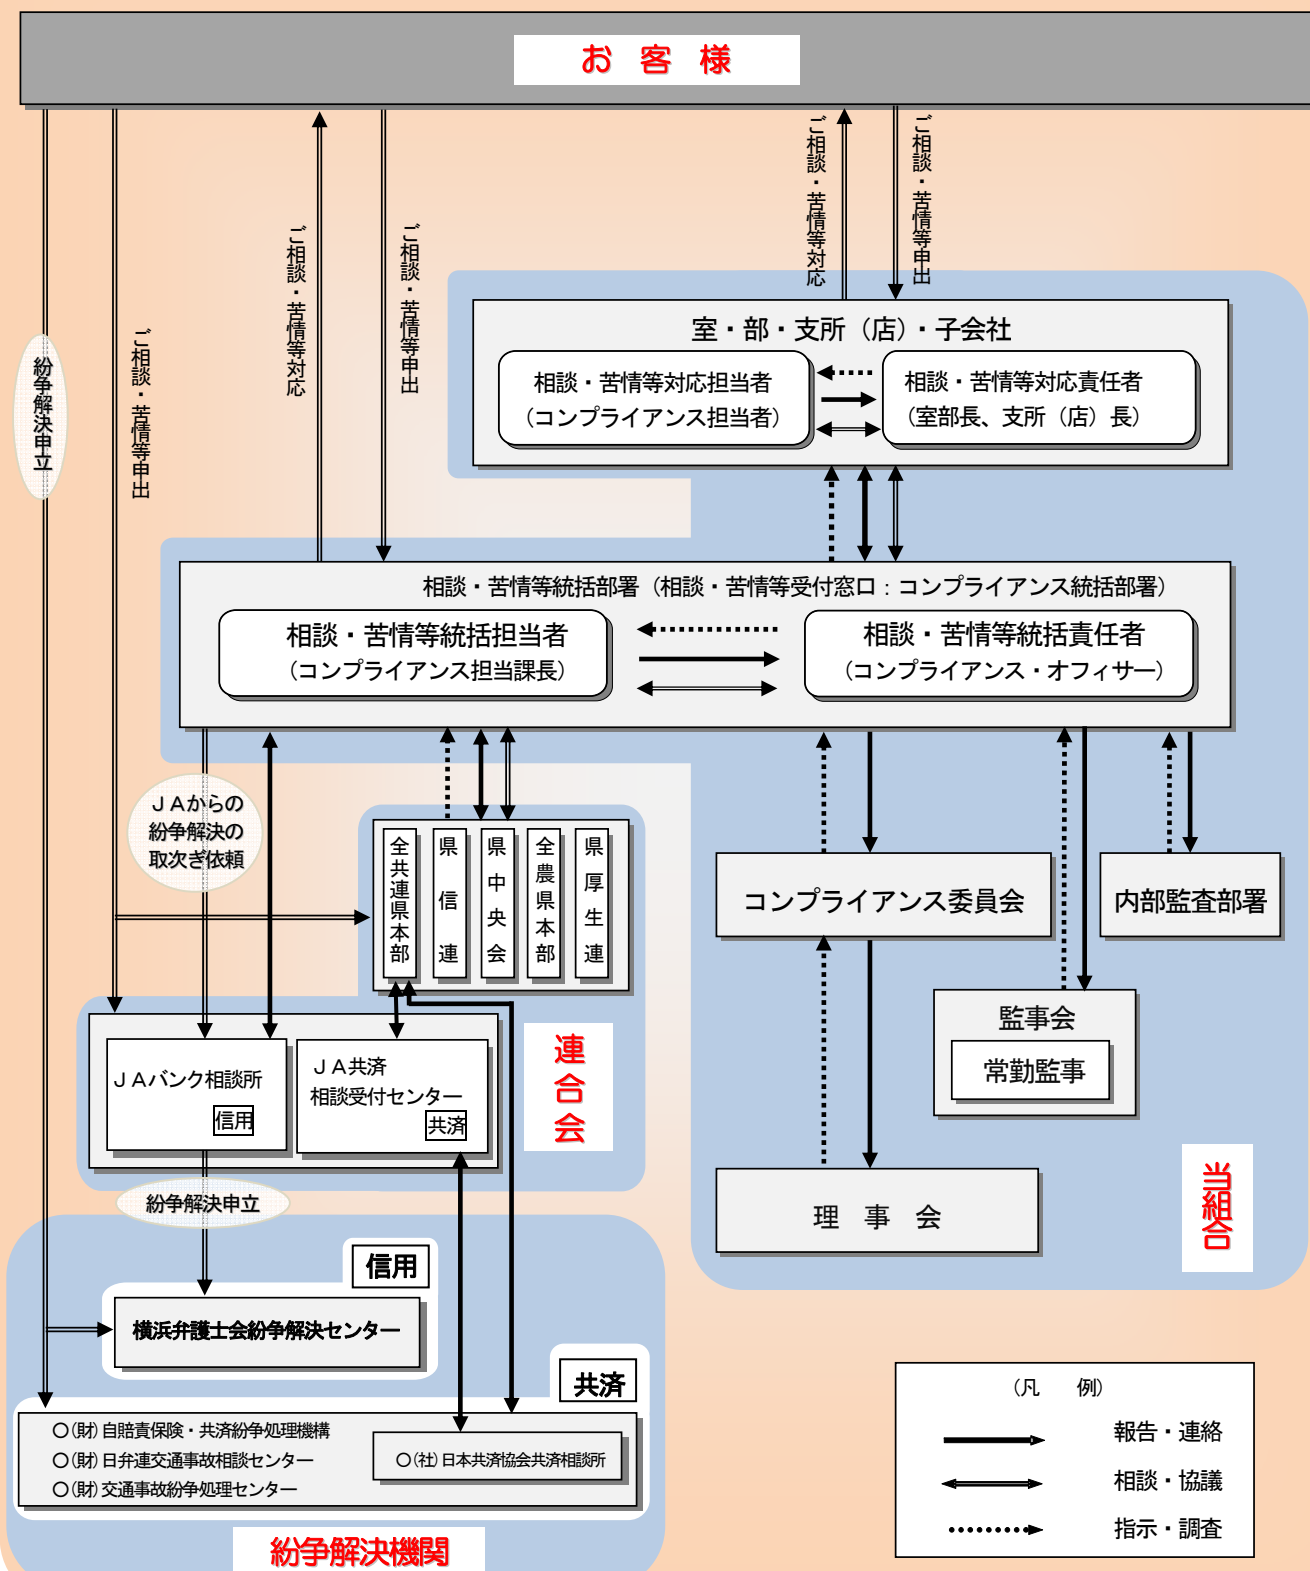 お 客 様
紛争解決申立
ご相談・苦情等申出
ご相談・苦情等対応
ご相談・苦情等申出
ご相談・苦情等対応
ご相談・苦情等申出
室・部・支所（店）・子会社
相談・苦情等対応担当者
（コンプライアンス担当者）
相談・苦情等対応責任者
（室部長、支所（店）長）
相談・苦情等統括部署（相談・苦情等受付窓口：コンプライアンス統括部署）
相談・苦情等統括担当者
（コンプライアンス担当課長）
相談・苦情等統括責任者
（コンプライアンス・オフィサー）
ＪＡからの
紛争解決の
取次ぎ依頼
全共連県本部
県信連
県中央会
全農県本部
県厚生連
コンプライアンス委員会
内部監査部署
監事会
常勤監事
理 事 会
当組合
連合会
ＪＡバンク相談所
信用
ＪＡ共済
相談受付センター
共済
紛争解決申立
信用
横浜弁護士会紛争解決センター
共済
○(財)自賠責保険・共済紛争処理機構
○(財)日弁連交通事故相談センター
○(財)交通事故紛争処理センター
○(社)日本共済協会共済相談所
紛争解決機関
（凡 例）
報告・連絡
相談・協議
指示・調査